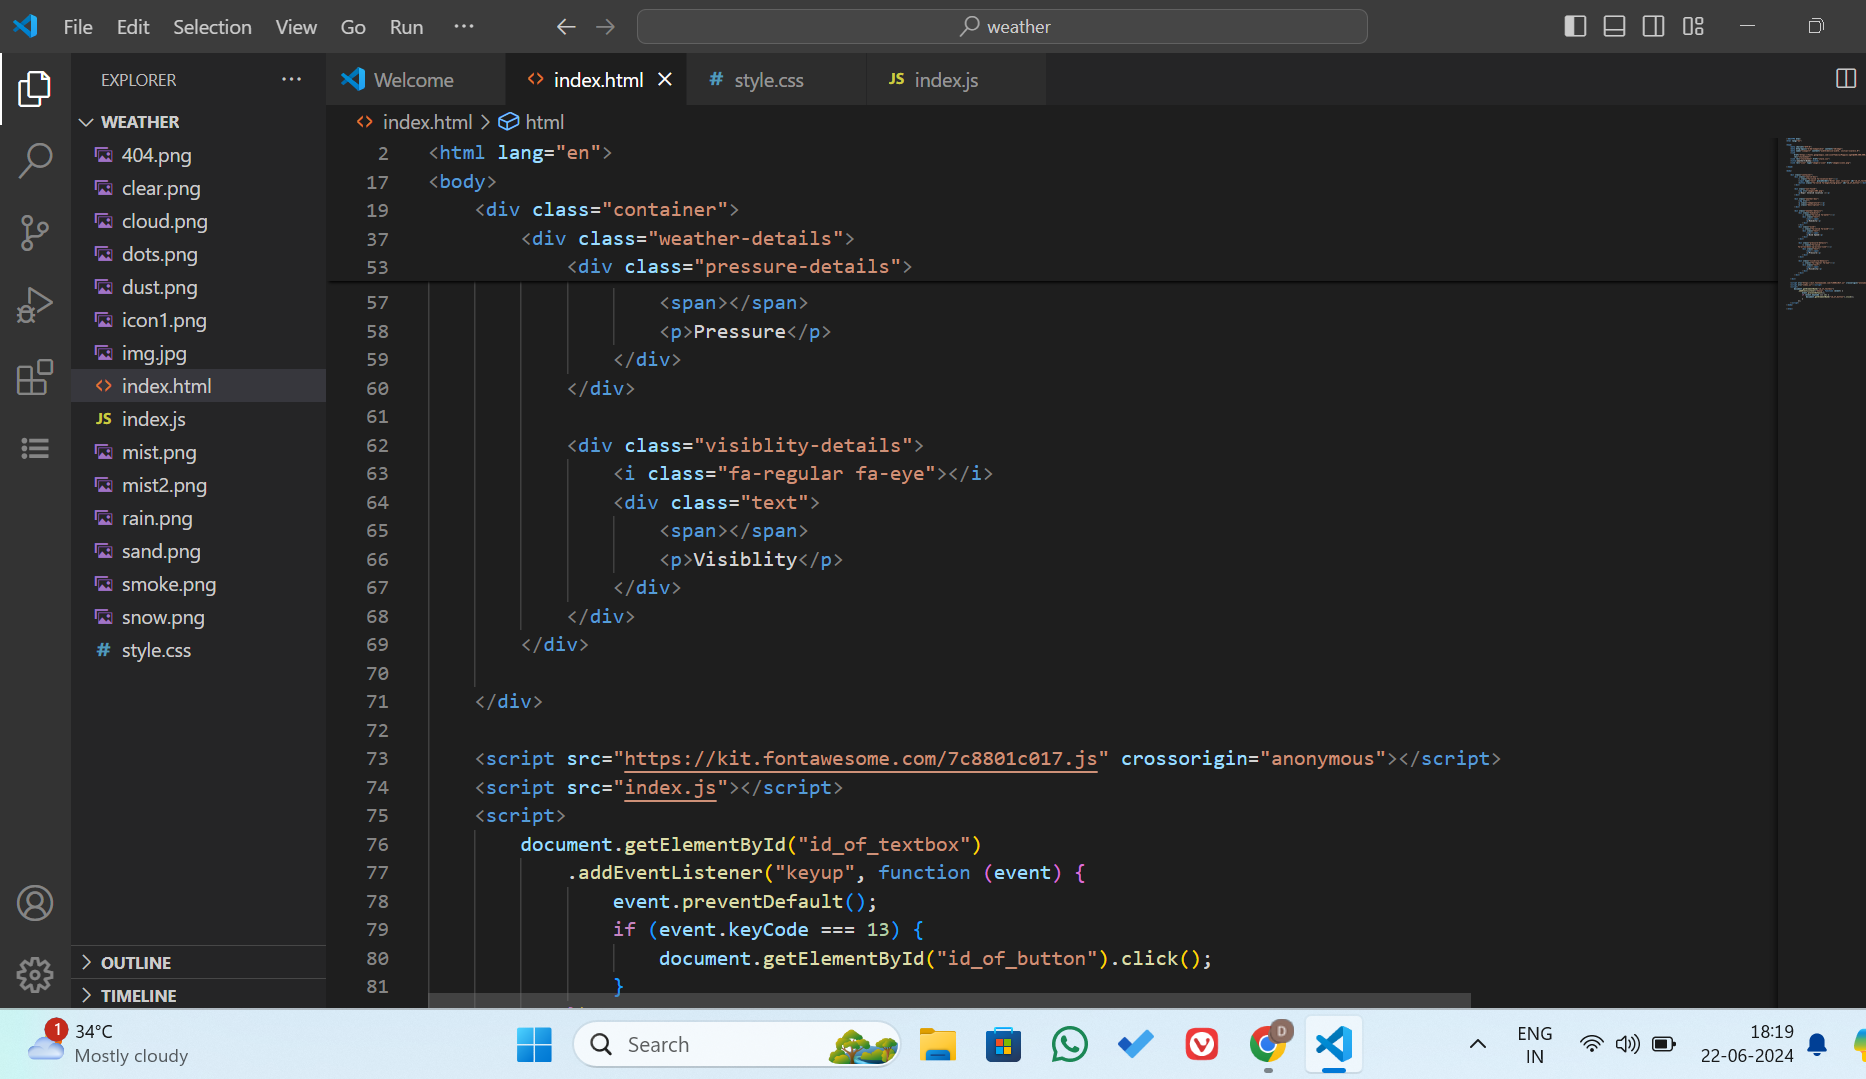 File Edit Selection View Go Run ···
weather
EXPLORER ···
WEATHER
404.png
clear.png
cloud.png
dots.png
dust.png
icon1.png
img.jpg
<> index.html
JS index.js
mist.png
mist2.png
rain.png
sand.png
smoke.png
snow.png
# style.css
OUTLINE
TIMELINE
Welcome <> index.html × # style.css JS index.js
<> index.html > html
2 <html lang="en">
17 <body>
19 <div class="container">
37 <div class="weather-details">
53 <div class="pressure-details">
57 <span></span>
58 <p>Pressure</p>
59 </div>
60 </div>
61
62 <div class="visiblity-details">
63 <i class="fa-regular fa-eye"></i>
64 <div class="text">
65 <span></span>
66 <p>Visiblity</p>
67 </div>
68 </div>
69 </div>
70
71 </div>
72
73 <script src="https://kit.fontawesome.com/7c8801c017.js" crossorigin="anonymous"></script>
74 <script src="index.js"></script>
75 <script>
76 document.getElementById("id_of_textbox")
77 .addEventListener("keyup", function (event) {
78 event.preventDefault();
79 if (event.keyCode === 13) {
80 document.getElementById("id_of_button").click();
81 }
1
34°C
Mostly cloudy
Search
D
ENG
IN
18:19
22-06-2024